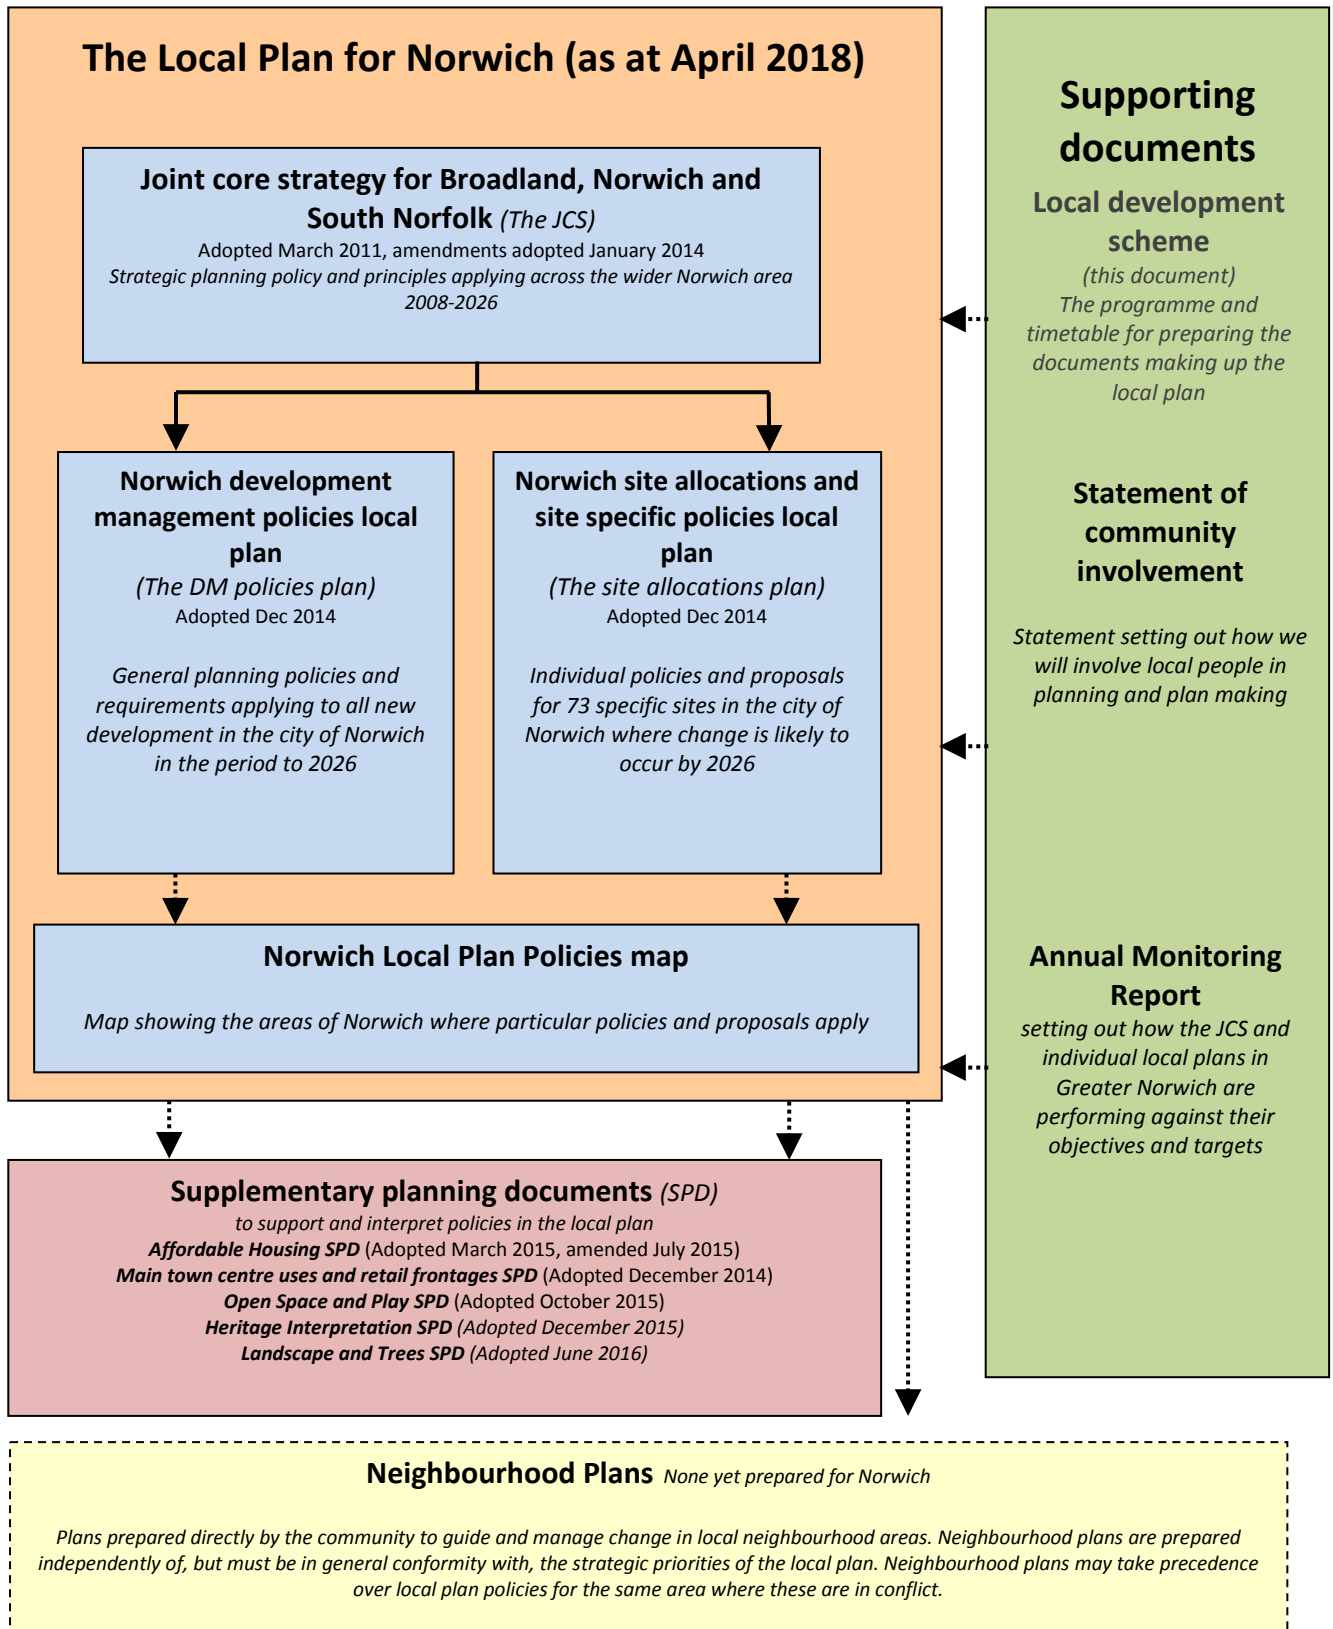 The Local Plan for Norwich (as at April 2018)
Joint core strategy for Broadland, Norwich and
South Norfolk (The JCS)
Adopted March 2011, amendments adopted January 2014
Strategic planning policy and principles applying across the wider Norwich area
2008-2026
Norwich development
management policies local
plan
(The DM policies plan)
Adopted Dec 2014
General planning policies and
requirements applying to all new
development in the city of Norwich
in the period to 2026
Norwich site allocations and
site specific policies local
plan
(The site allocations plan)
Adopted Dec 2014
Individual policies and proposals
for 73 specific sites in the city of
Norwich where change is likely to
occur by 2026
Norwich Local Plan Policies map
Map showing the areas of Norwich where particular policies and proposals apply
Supporting
documents
Local development
scheme
(this document)
The programme and
timetable for preparing the
documents making up the
local plan
Statement of
community
involvement
Statement setting out how we
will involve local people in
planning and plan making
Annual Monitoring
Report
setting out how the JCS and
individual local plans in
Greater Norwich are
performing against their
objectives and targets
Supplementary planning documents (SPD)
to support and interpret policies in the local plan
Affordable Housing SPD (Adopted March 2015, amended July 2015)
Main town centre uses and retail frontages SPD (Adopted December 2014)
Open Space and Play SPD (Adopted October 2015)
Heritage Interpretation SPD (Adopted December 2015)
Landscape and Trees SPD (Adopted June 2016)
Neighbourhood Plans None yet prepared for Norwich
Plans prepared directly by the community to guide and manage change in local neighbourhood areas. Neighbourhood plans are prepared
independently of, but must be in general conformity with, the strategic priorities of the local plan. Neighbourhood plans may take precedence
over local plan policies for the same area where these are in conflict.